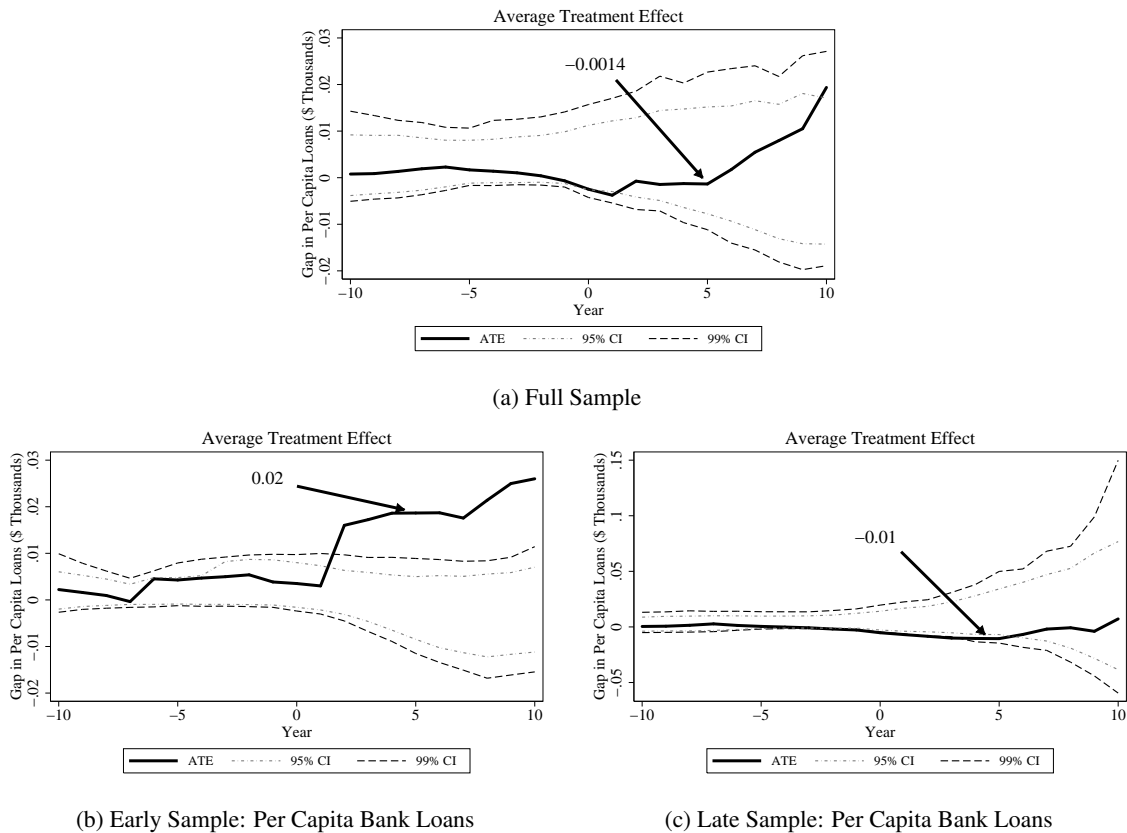 Average Treatment Effect
Gap in Per Capita Loans ($ Thousands)
.03
.02
.01
0
−.01
−.02
−0.0014
−10 −5 0 5 10
Year
ATE 95% CI 99% CI
(a) Full Sample
Average Treatment Effect
Gap in Per Capita Loans ($ Thousands)
.03
.02
.01
0
−.01
−.02
0.02
−10 −5 0 5 10
Year
ATE 95% CI 99% CI
(b) Early Sample: Per Capita Bank Loans
Average Treatment Effect
Gap in Per Capita Loans ($ Thousands)
.15
.1
.05
0
−.05
−0.01
−10 −5 0 5 10
Year
ATE 95% CI 99% CI
(c) Late Sample: Per Capita Bank Loans